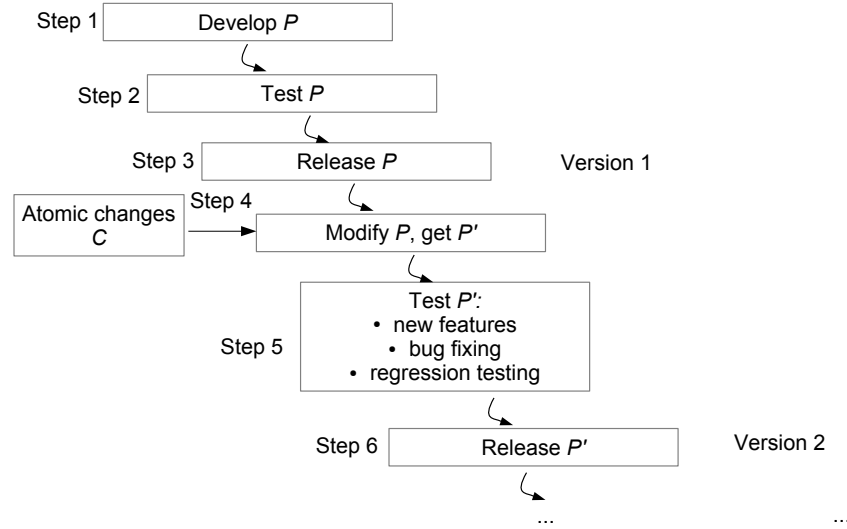 Step 1
Develop P
Step 2
Test P
Step 3
Release P
Version 1
Step 4
Atomic changes
C
Modify P, get P'
Step 5
Test P':
• new features
• bug fixing
• regression testing
Step 6
Release P'
Version 2
...
...